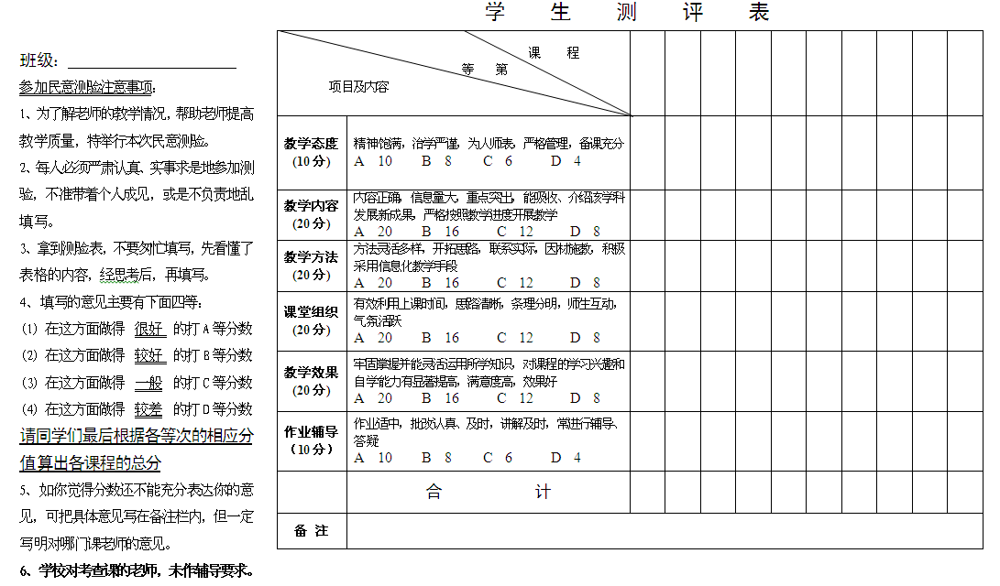 学 生 测 评 表
班级:
参加民意测验注意事项:
1、为了解老师的教学情况，帮助老师提高
教学质量，特举行本次民意测验。
2、每人必须严肃认真、实事求是地参加测
验，不准带着个人成见，或是不负责地乱
填写。
3、拿到测验表，不要匆忙填写，先看懂了
表格的内容，经思考后，再填写。
4、填写的意见主要有下面四等:
(1) 在这方面做得 很好 的打A等分数
(2) 在这方面做得 较好 的打B等分数
(3) 在这方面做得 一般 的打C等分数
(4) 在这方面做得 较差 的打D等分数
请同学们最后根据各等次的相应分
值算出各课程的总分
5、如你觉得分数还不能充分表达你的意
见，可把具体意见写在备注栏内，但一定
写明对哪门课老师的意见。
6、学校对考查课的老师，未作辅导要求。
课 程
等 第
项目及内容
教学态度
(10分)
精神饱满，治学严谨，为人师表，严格管理，备课充分
A 10 B 8 C 6 D 4
教学内容
(20分)
内容正确，信息量大，重点突出，能吸收、介绍该学科
发展新成果，严格按照教学进度开展教学
A 20 B 16 C 12 D 8
教学方法
(20分)
方法灵活多样，开拓思路，联系实际，因材施教，积极
采用信息化教学手段
A 20 B 16 C 12 D 8
课堂组织
(20分)
有效利用上课时间，思路清晰，条理分明，师生互动，
气氛活跃
A 20 B 16 C 12 D 8
教学效果
(20分)
牢固掌握并能灵活运用所学知识，对课程的学习兴趣和
自学能力有显著提高，满意度高，效果好
A 20 B 16 C 12 D 8
作业辅导
（10分）
作业适中，批改认真、及时，讲解及时，常进行辅导、
答疑
A 10 B 8 C 6 D 4
合 计
备 注